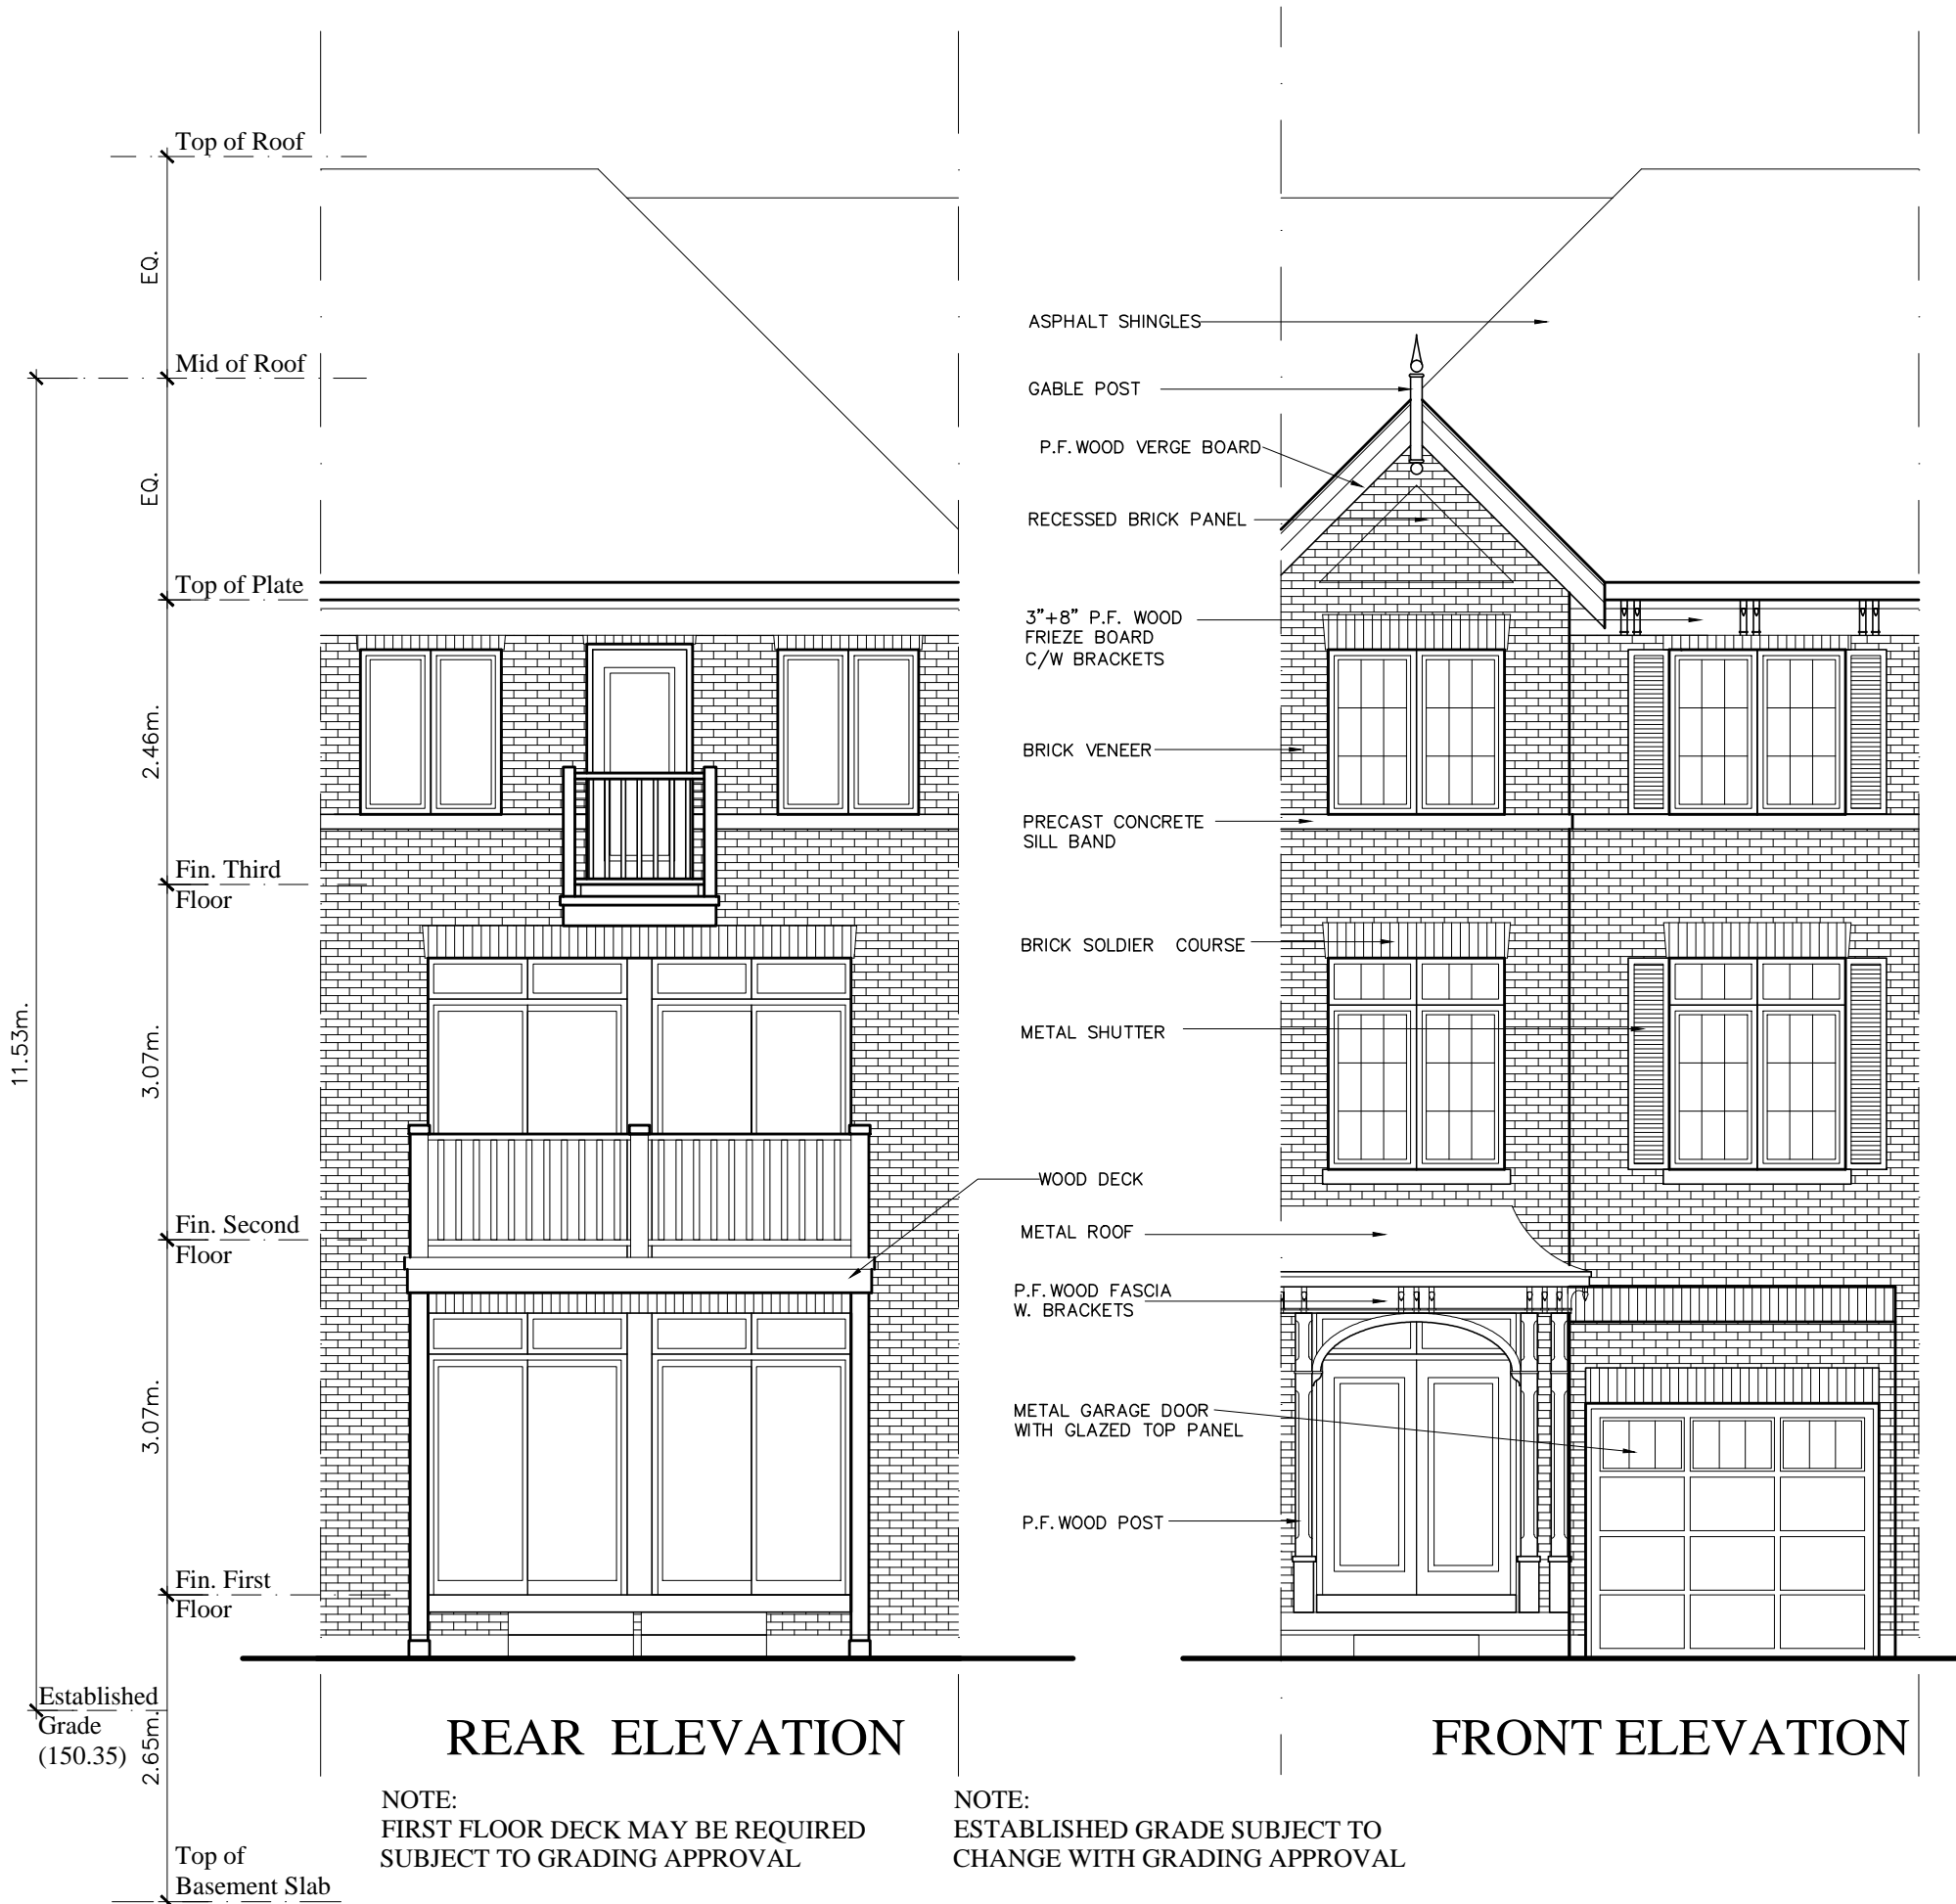 Top of Roof
EQ.
Mid of Roof
EQ.
Top of Plate
2.46m.
Fin. Third
Floor
3.07m.
11.53m.
Fin. Second
Floor
3.07m.
Fin. First
Floor
Established
Grade
(150.35)
2.65m.
Top of
Basement Slab
ASPHALT SHINGLES
GABLE POST
P.F. WOOD VERGE BOARD
RECESSED BRICK PANEL
3"+8" P.F. WOOD
FRIEZE BOARD
C/W BRACKETS
BRICK VENEER
PRECAST CONCRETE
SILL BAND
BRICK SOLDIER COURSE
METAL SHUTTER
WOOD DECK
METAL ROOF
P.F. WOOD FASCIA
W. BRACKETS
METAL GARAGE DOOR
WITH GLAZED TOP PANEL
P.F. WOOD POST
REAR ELEVATION
FRONT ELEVATION
NOTE:
FIRST FLOOR DECK MAY BE REQUIRED
SUBJECT TO GRADING APPROVAL
NOTE:
ESTABLISHED GRADE SUBJECT TO
CHANGE WITH GRADING APPROVAL